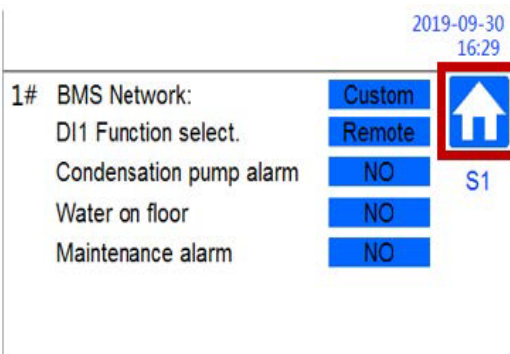 2019-09-30
16:29
1# BMS Network: Custom
DI1 Function select. Remote
Condensation pump alarm NO
S1
Water on floor NO
Maintenance alarm NO